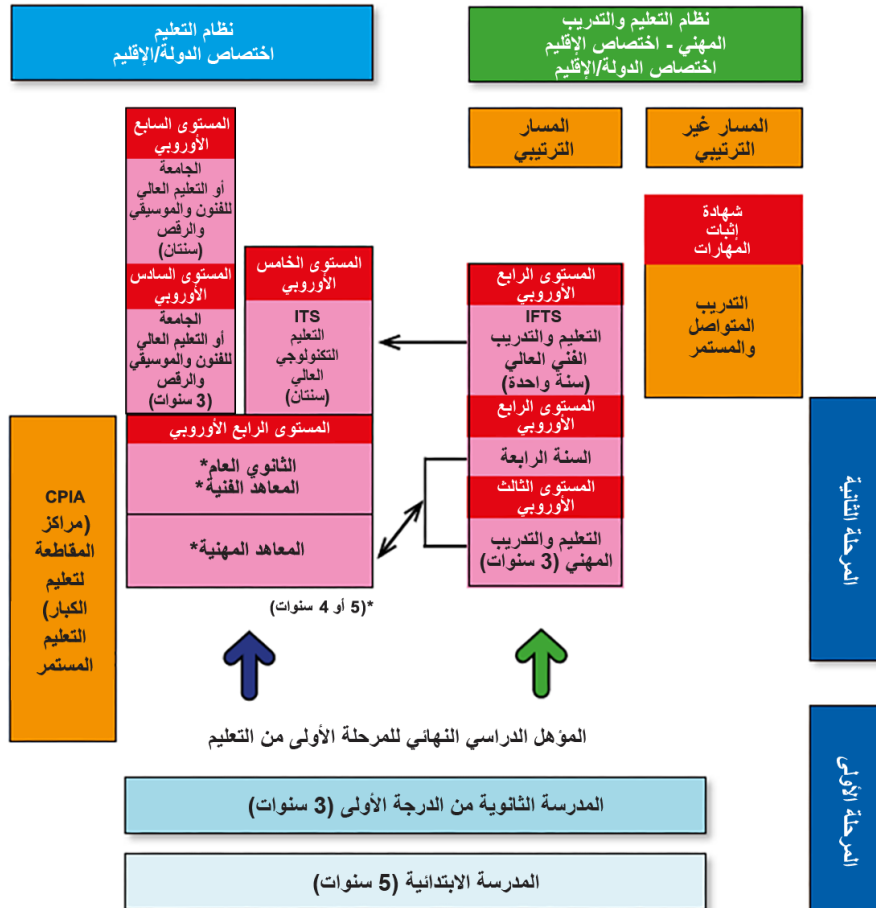 نظام التعليم والتدريب
المهني - اختصاص الإقليم
اختصاص الدولة/الإقليم
نظام التعليم
اختصاص الدولة/الإقليم
المسار غير
الترتيبي
المسار
الترتيبي
شهادة
إثبات
المهارات
التدريب
المتواصل
والمستمر
المستوى الرابع
الأوروبي
IFTS
التعليم والتدريب
الفني العالي
(سنة واحدة)
المستوى الرابع
الأوروبي
السنة الرابعة
المستوى الثالث
الأوروبي
التعليم والتدريب
المهني (3 سنوات)
المستوى الخامس
الأوروبي
ITS
التعليم
التكنولوجي
العالي
(سنتان)
المستوى السابع
الأوروبي
الجامعة
أو التعليم العالي
للفنون والموسيقي
والرقص
(سنتان)
المستوى السادس
الأوروبي
الجامعة
أو التعليم العالي
للفنون والموسيقي
والرقص
(3 سنوات)
المستوى الرابع الأوروبي
الثانوي العام*
المعاهد الفنية*
المعاهد المهنية*
*(5 أو 4 سنوات)
CPIA
(مراكز
المقاطعة
لتعليم
الكبار)
التعليم
المستمر
المرحلة الثانية
المؤهل الدراسي النهائي للمرحلة الأولى من التعليم
المرحلة الأولى
المدرسة الثانوية من الدرجة الأولى (3 سنوات)
المدرسة الابتدائية (5 سنوات)